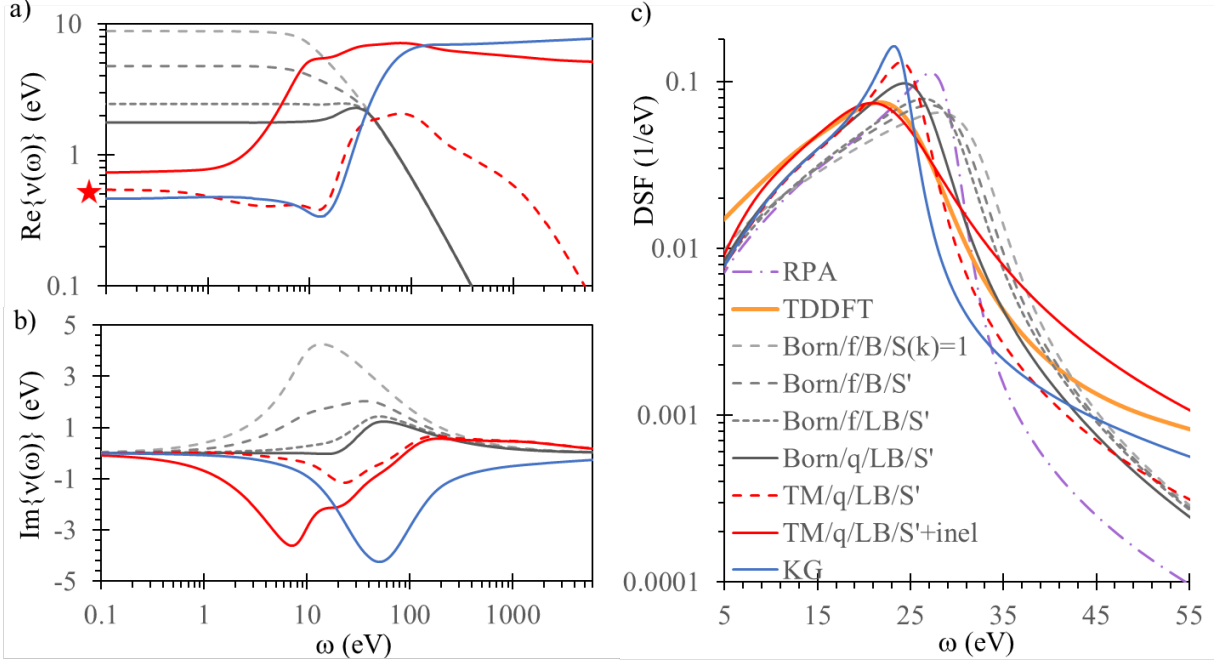 a)
10
1
0.1
Re{ν(ω)} (eV)
b)
5
3
1
-1
-3
-5
Im{ν(ω)} (eV)
0.1
1
10
100
1000
ω (eV)
c)
0.1
0.01
0.001
0.0001
DSF (1/eV)
RPA
TDDFT
Born/f/B/S(k)=1
Born/f/B/S'
Born/f/LB/S'
Born/q/LB/S'
TM/q/LB/S'
TM/q/LB/S'+inel
KG
5
15
25
35
45
55
ω (eV)